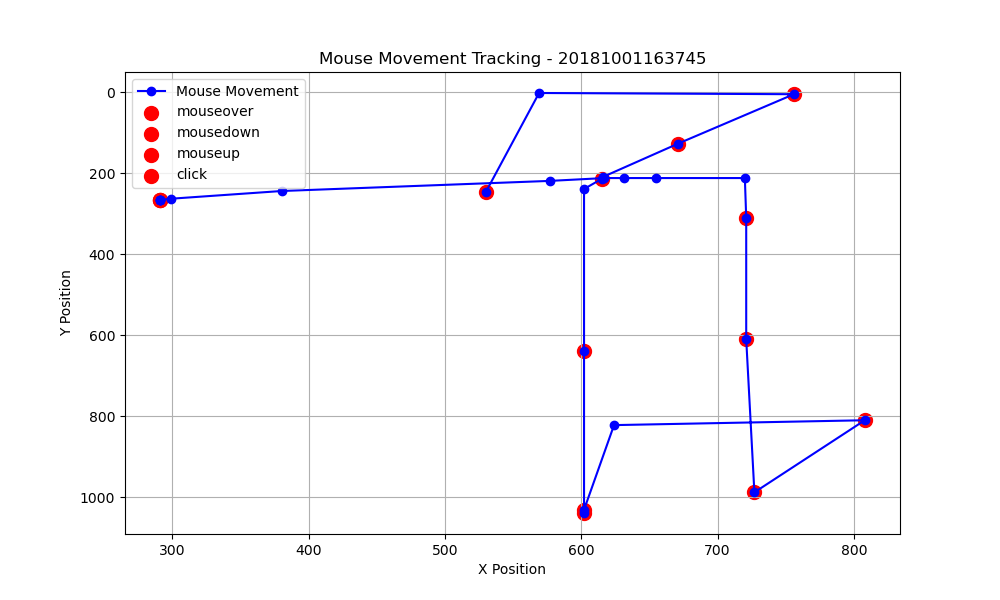 Mouse Movement Tracking - 20181001163745
Mouse Movement
mouseover
mousedown
mouseup
click
0
200
400
600
800
1000
Y Position
300 400 500 600 700 800
X Position